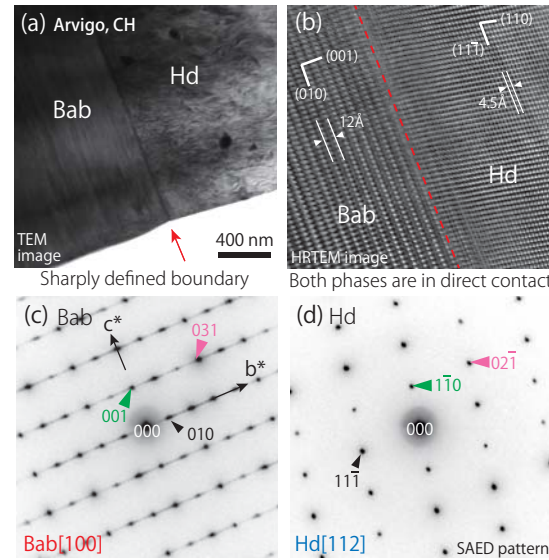 (a) Arvigo, CH
Hd
Bab
TEM
image
400 nm
Sharply defined boundary
(b)
(110)
(111̄)
(001)
(010)
12Å
4.5Å
Hd
Bab
HRTEM image
Both phases are in direct contact
(c) Bab
c*
031
b*
001
000
010
Bab[100]
(d) Hd
021̄
11̄0
000
111̄
Hd[112]
SAED pattern